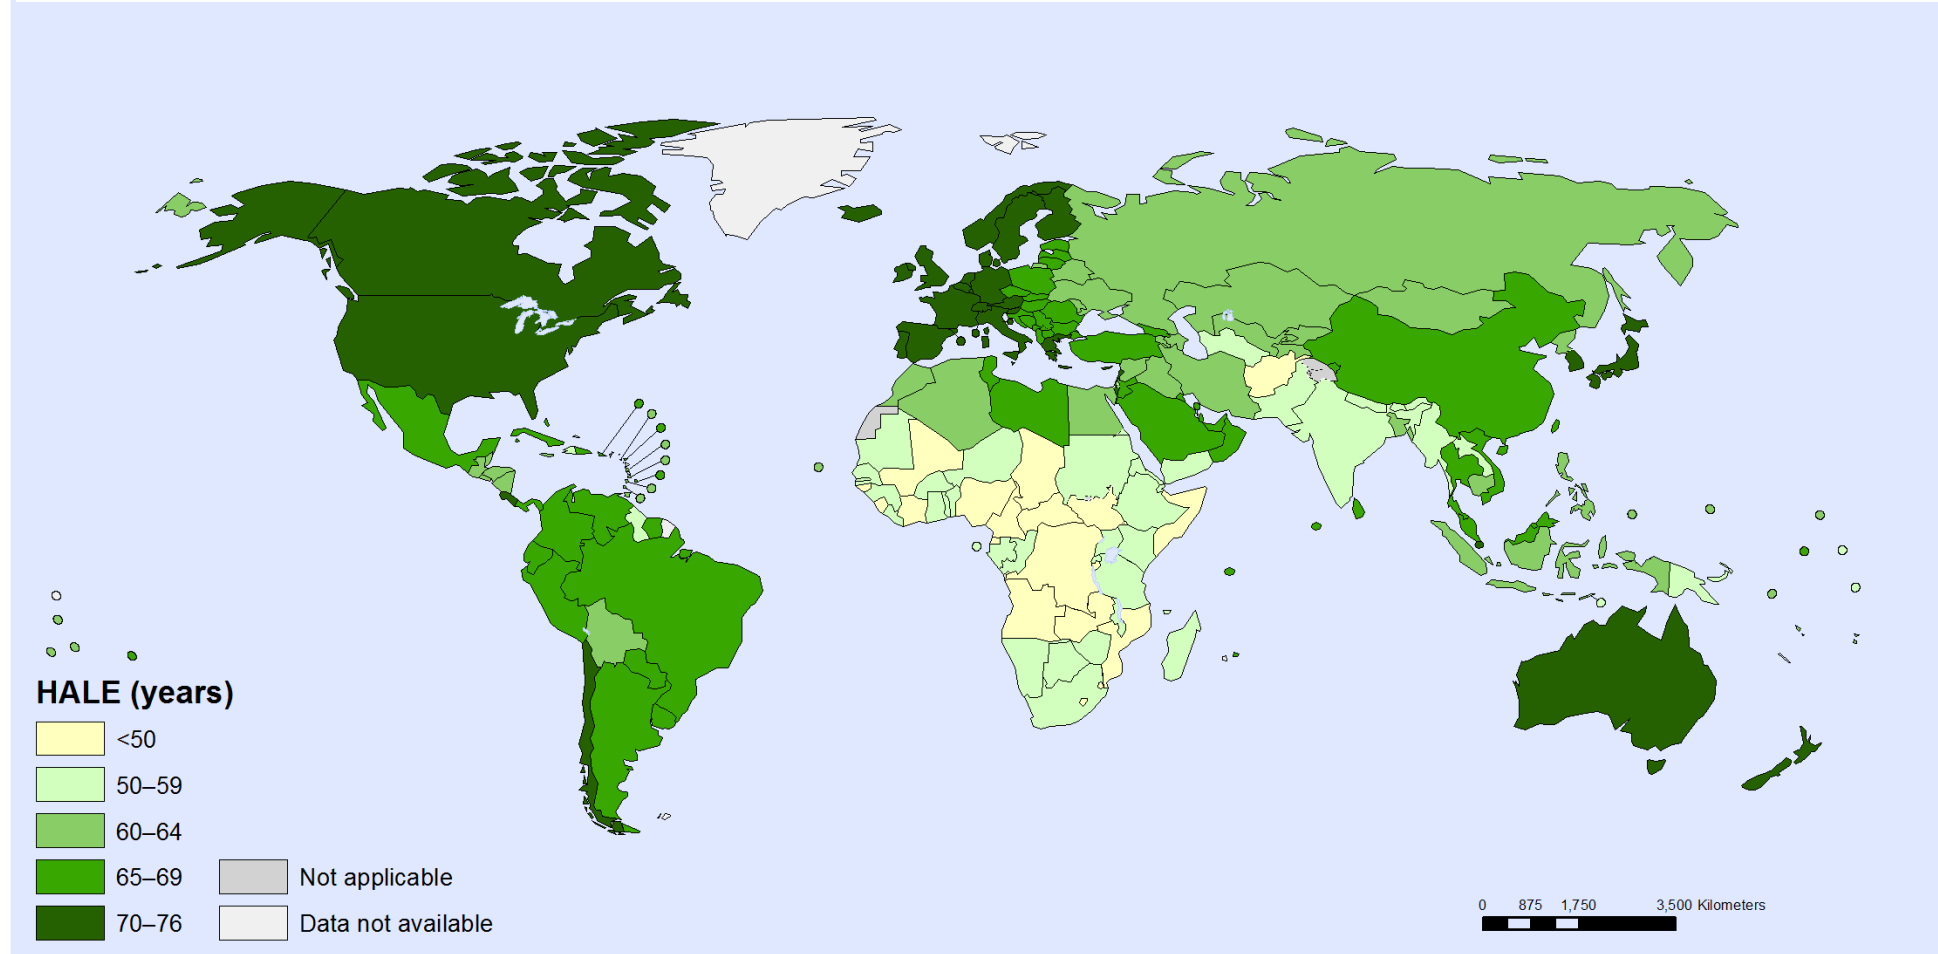 HALE (years)
<50
50–59
60–64
65–69
Not applicable
70–76
Data not available
0 875 1,750 3,500 Kilometers